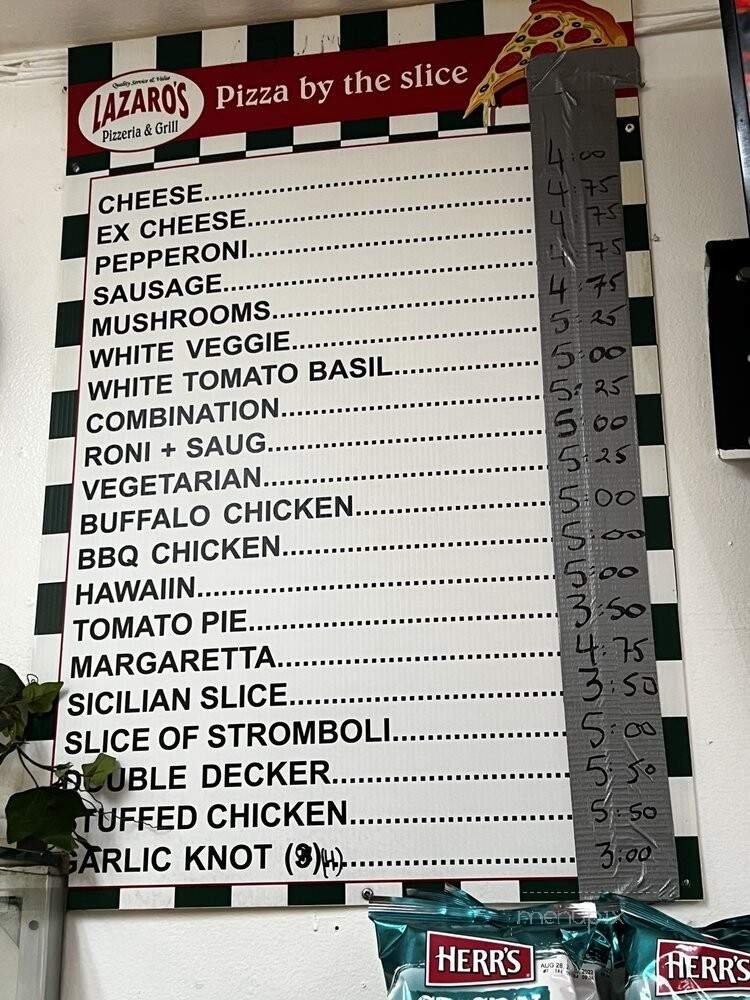 Quality Service & Value
LAZARO'S
Pizzeria & Grill
Pizza by the slice
CHEESE 4:00
EX CHEESE 4:75
PEPPERONI 4:75
SAUSAGE 4:75
MUSHROOMS 4:75
WHITE VEGGIE 5:25
WHITE TOMATO BASIL 5:00
COMBINATION 5:25
RONI + SAUG 5:00
VEGETARIAN 5:25
BUFFALO CHICKEN 5:00
BBQ CHICKEN 5:00
HAWAIIN 5:00
TOMATO PIE 3:50
MARGARETTA 4:75
SICILIAN SLICE 3:50
SLICE OF STROMBOLI 5:00
DOUBLE DECKER 5:50
STUFFED CHICKEN 5:50
GARLIC KNOT (4) 3:00
menupix
HERR'S
HERR'S